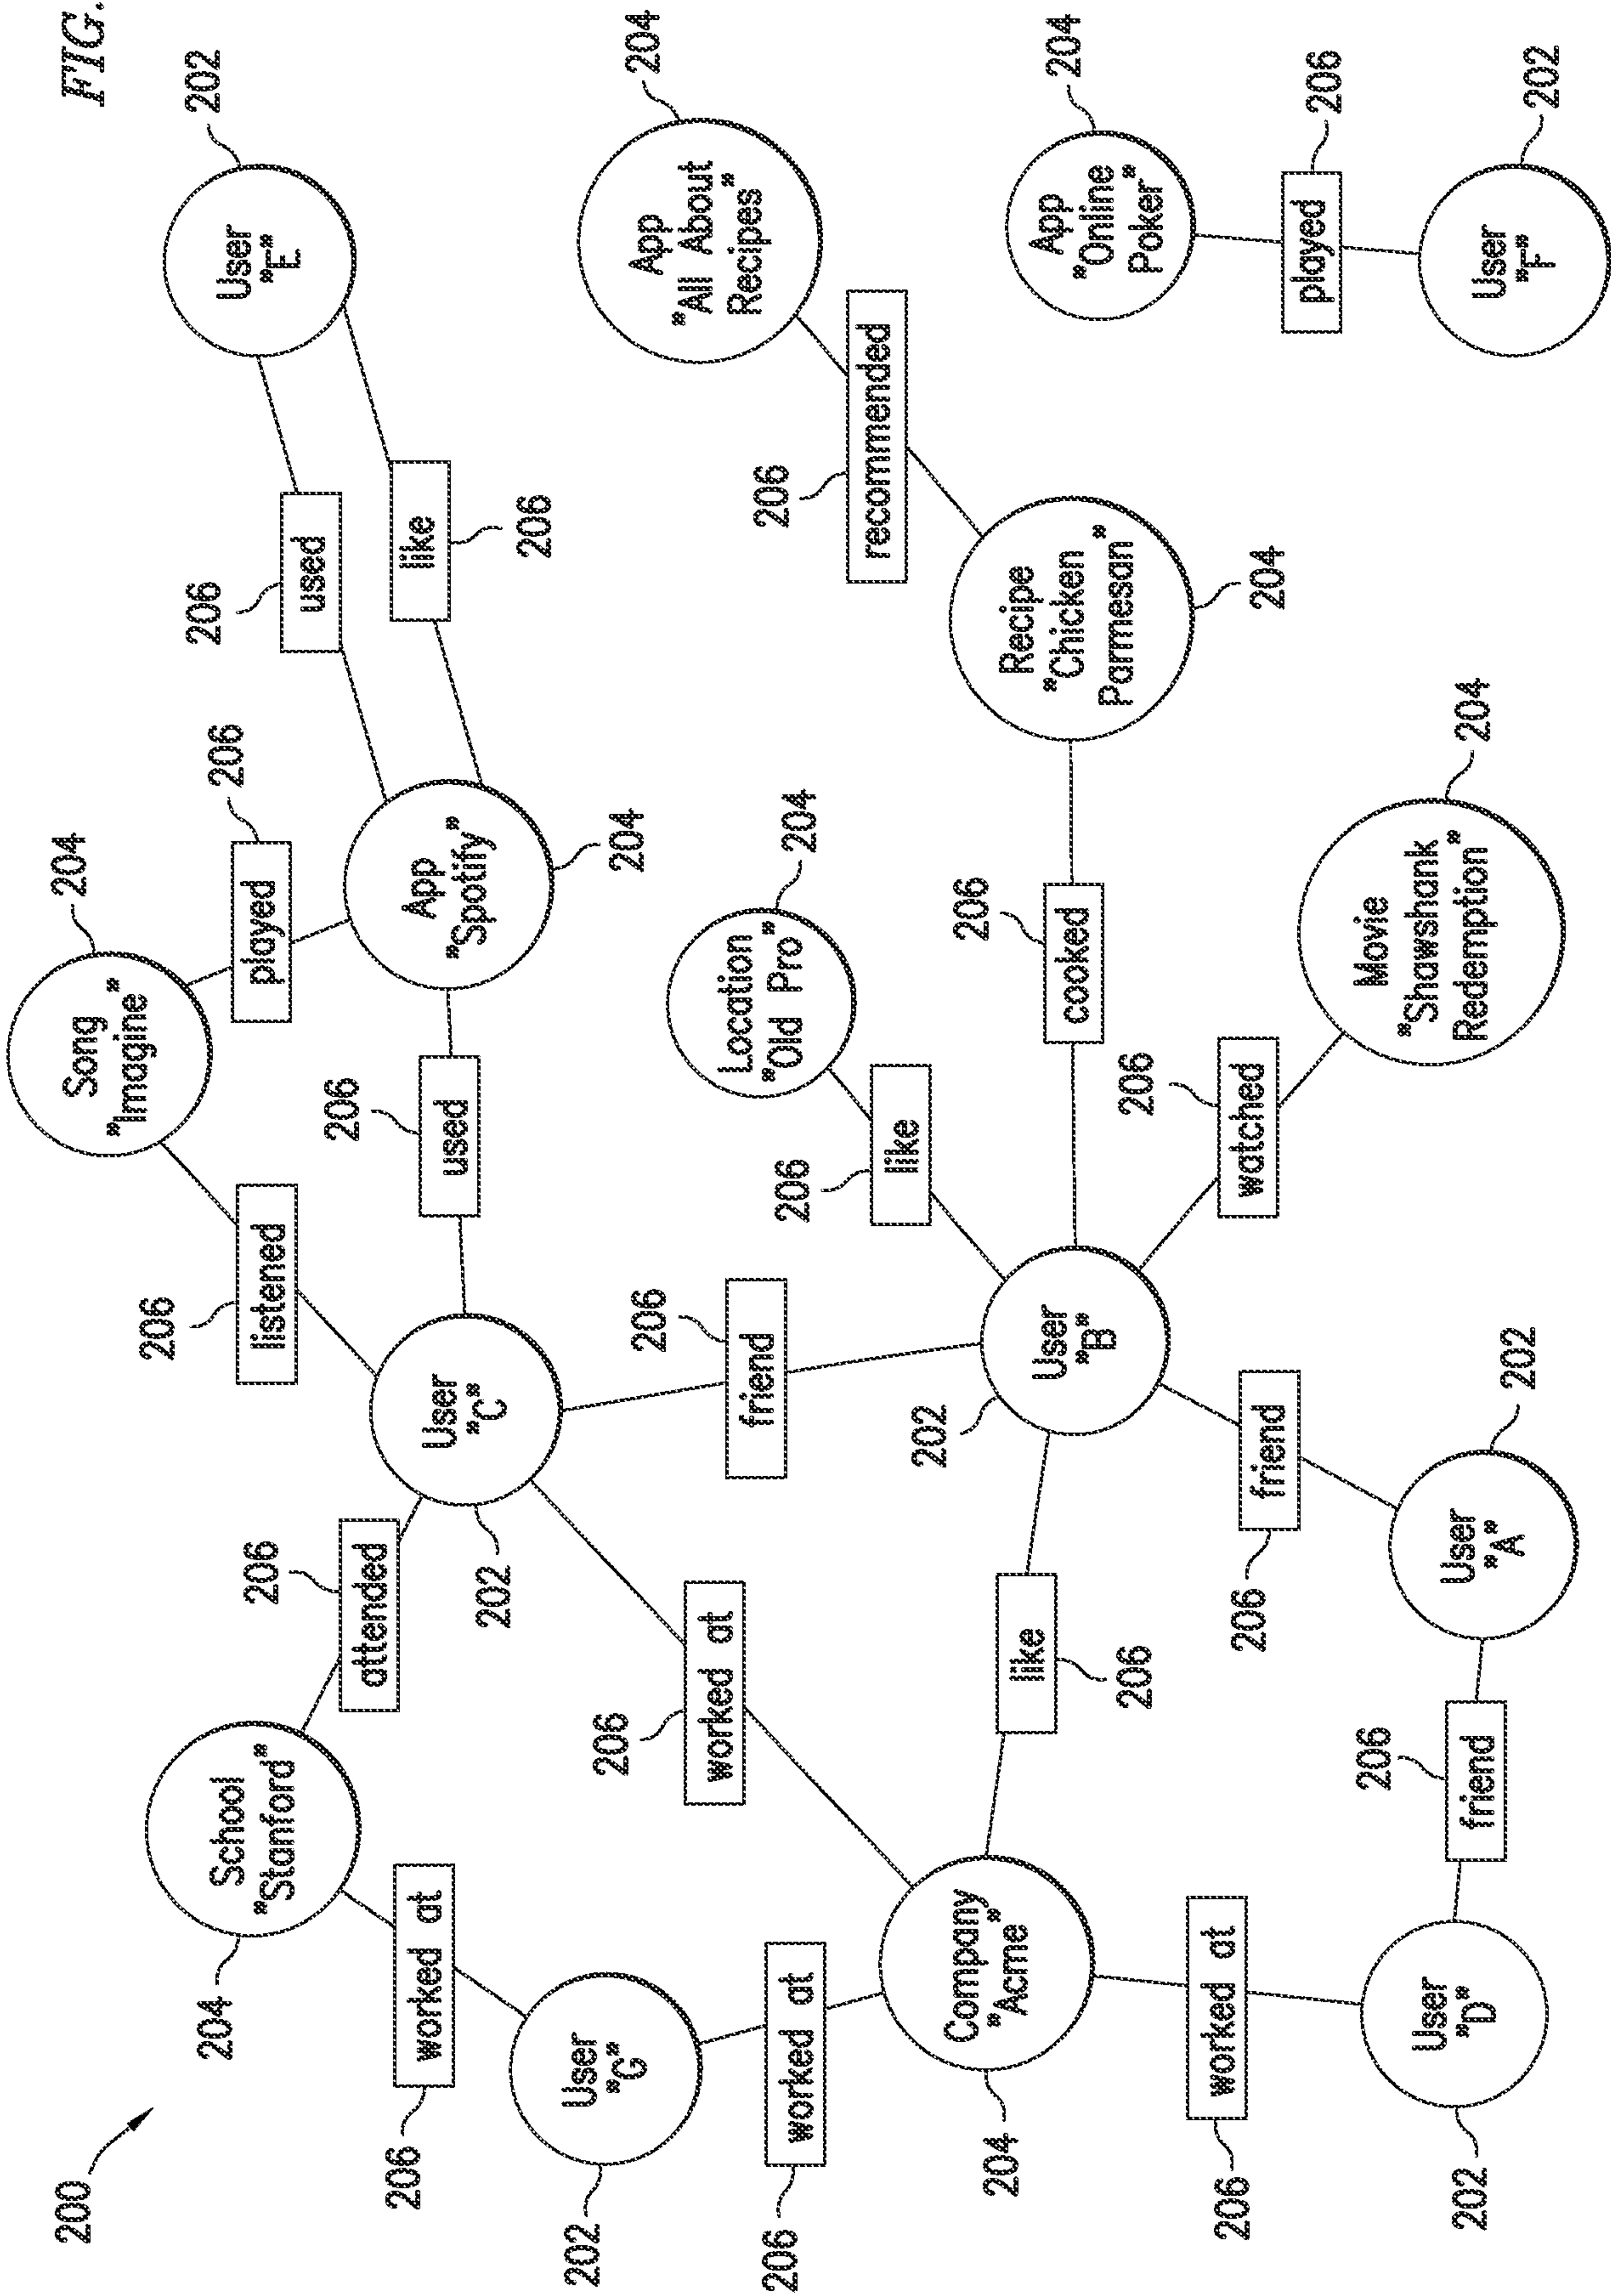 FIG.
200
204
School
"Stanford"
206
attended
206
listened
Song
"Imagine"
204
206
played
206
used
User
"E"
202
206
worked at
202
User
"C"
206
used
App
"Spotify"
204
like
206
User
"G"
202
206
worked at
206
friend
206
like
Location
"Old Pro"
204
206
recommended
App
"All About
Recipes"
204
206
worked at
Company
"Acme"
204
like
206
202
User
"B"
206
cooked
Recipe
"Chicken
Parmesan"
204
App
"Online
Poker"
204
206
worked at
206
friend
206
watched
Movie
"Shawshank
Redemption"
204
played
206
User
"D"
202
206
friend
User
"A"
202
User
"F"
202